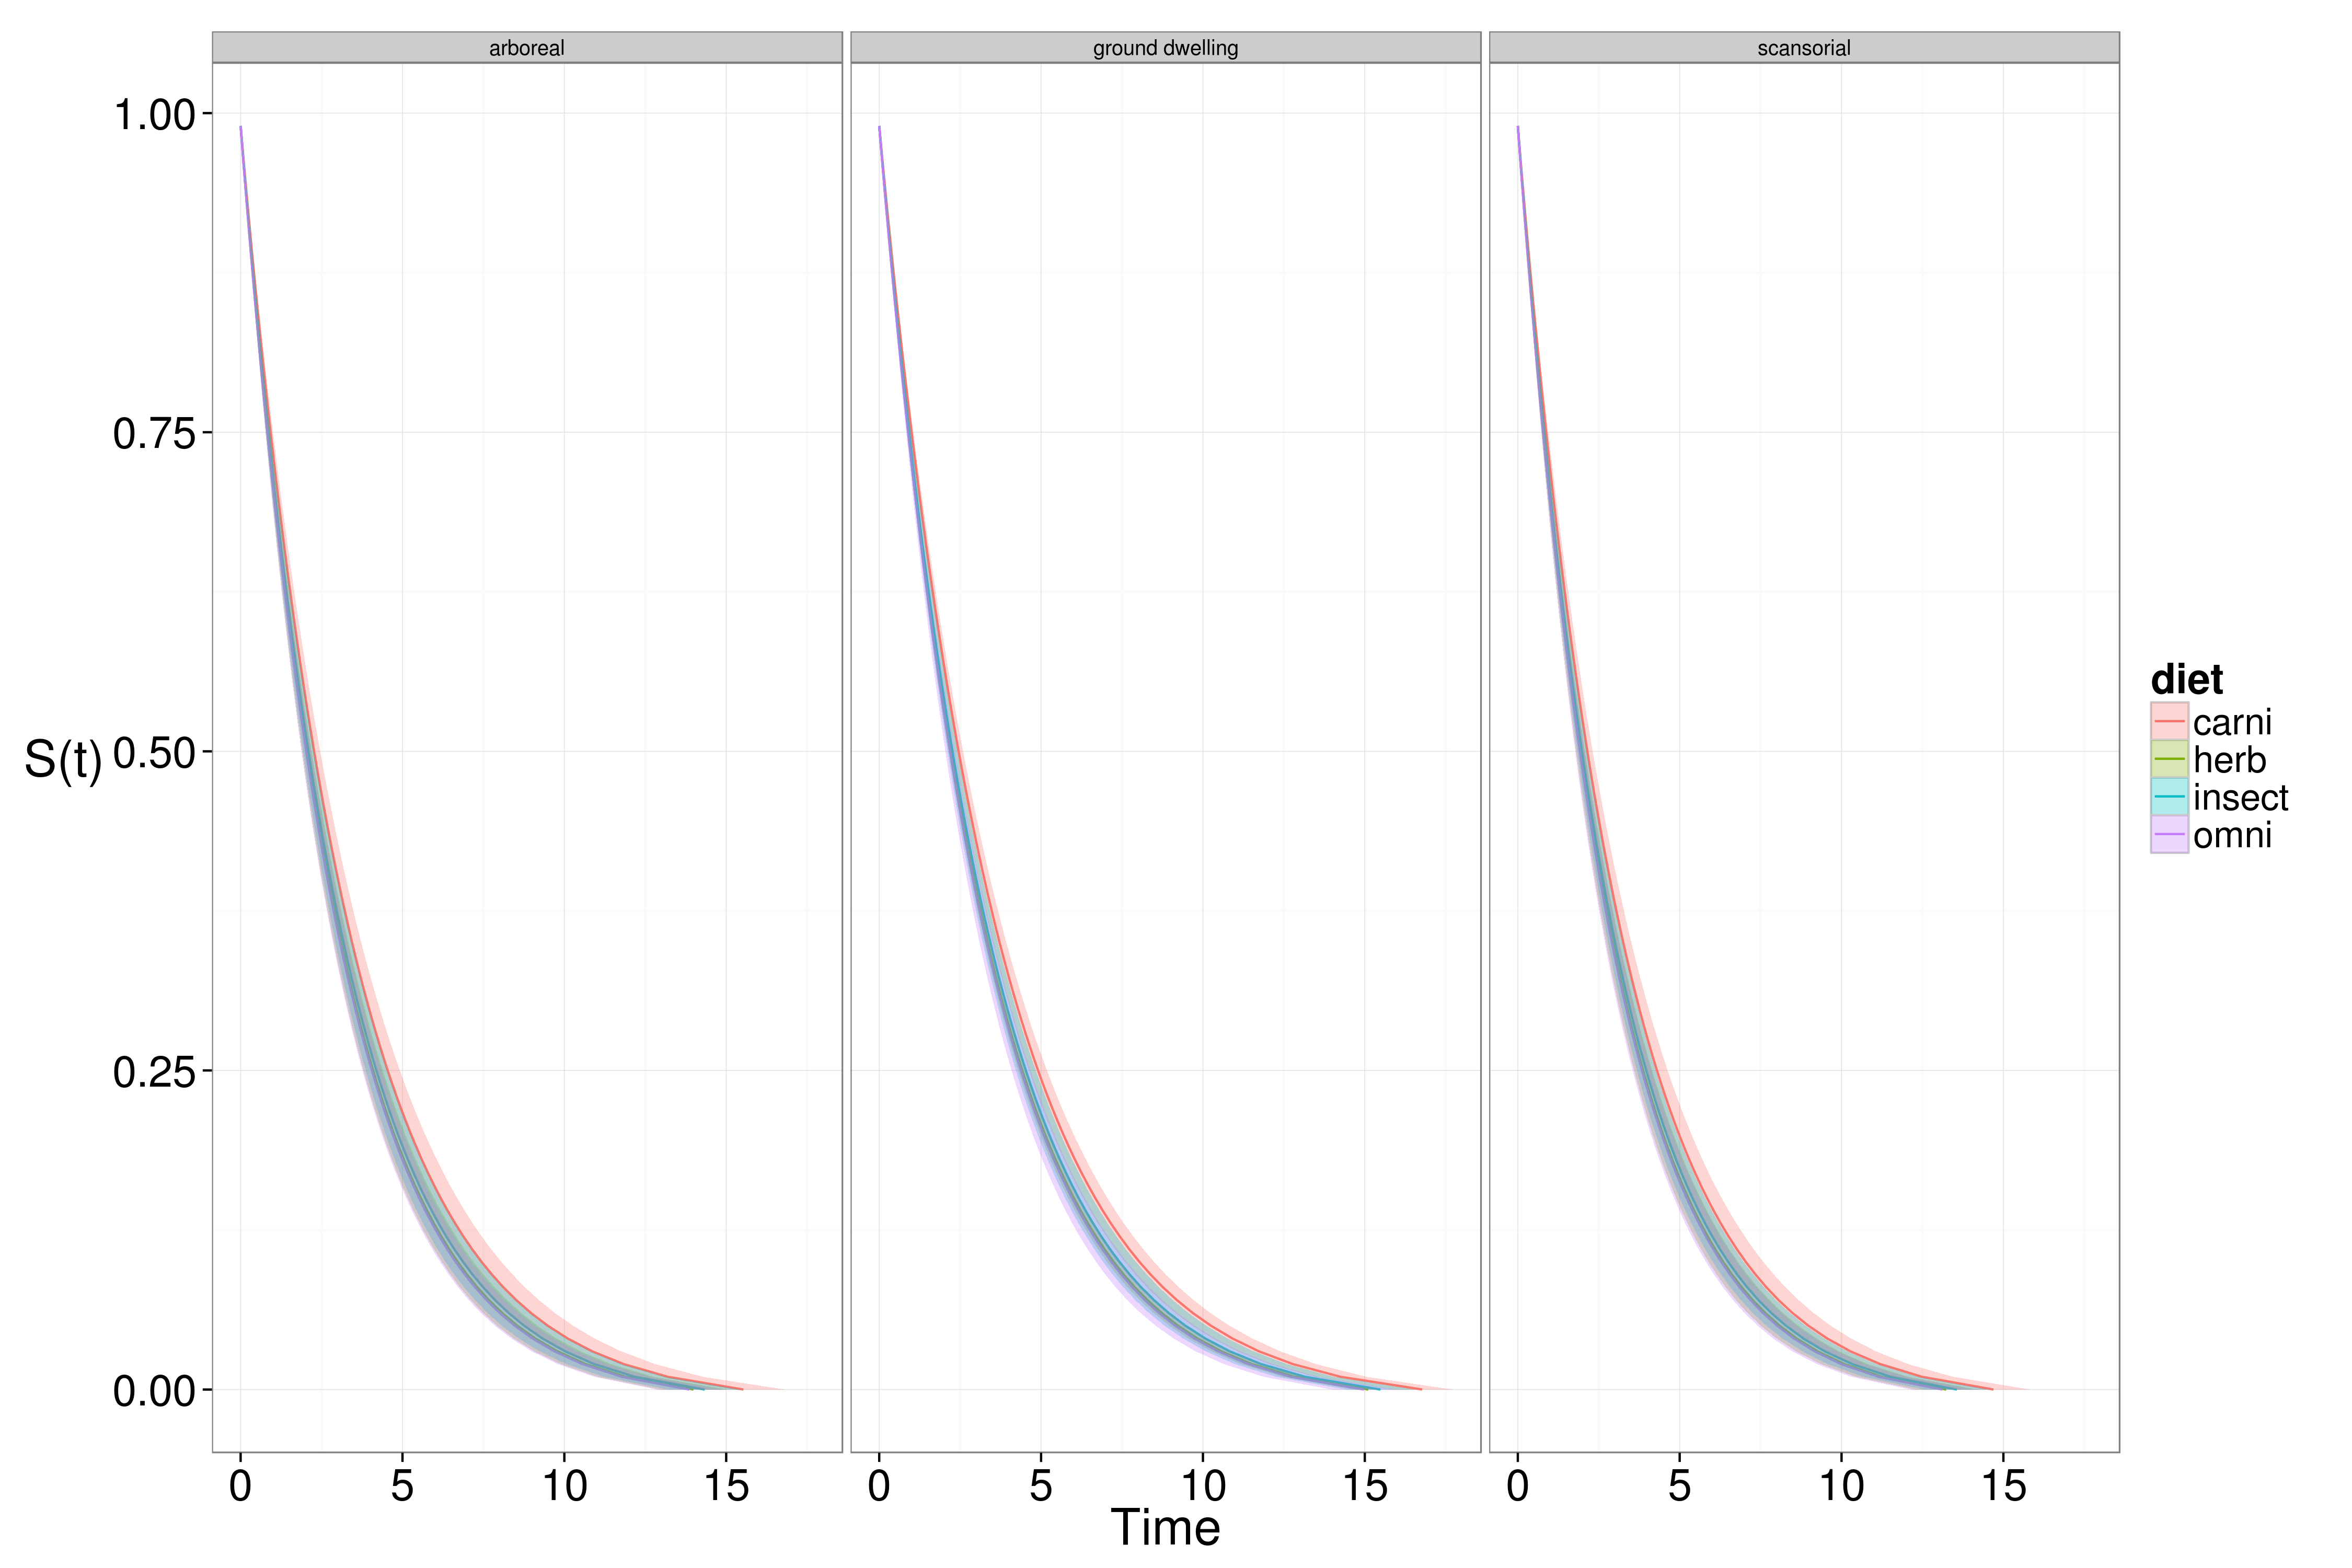 arboreal
ground dwelling
scansorial
1.00
0.75
0.50
0.25
0.00
S(t)
0 5 10 15
0 5 10 15
0 5 10 15
Time
diet
carni
herb
insect
omni